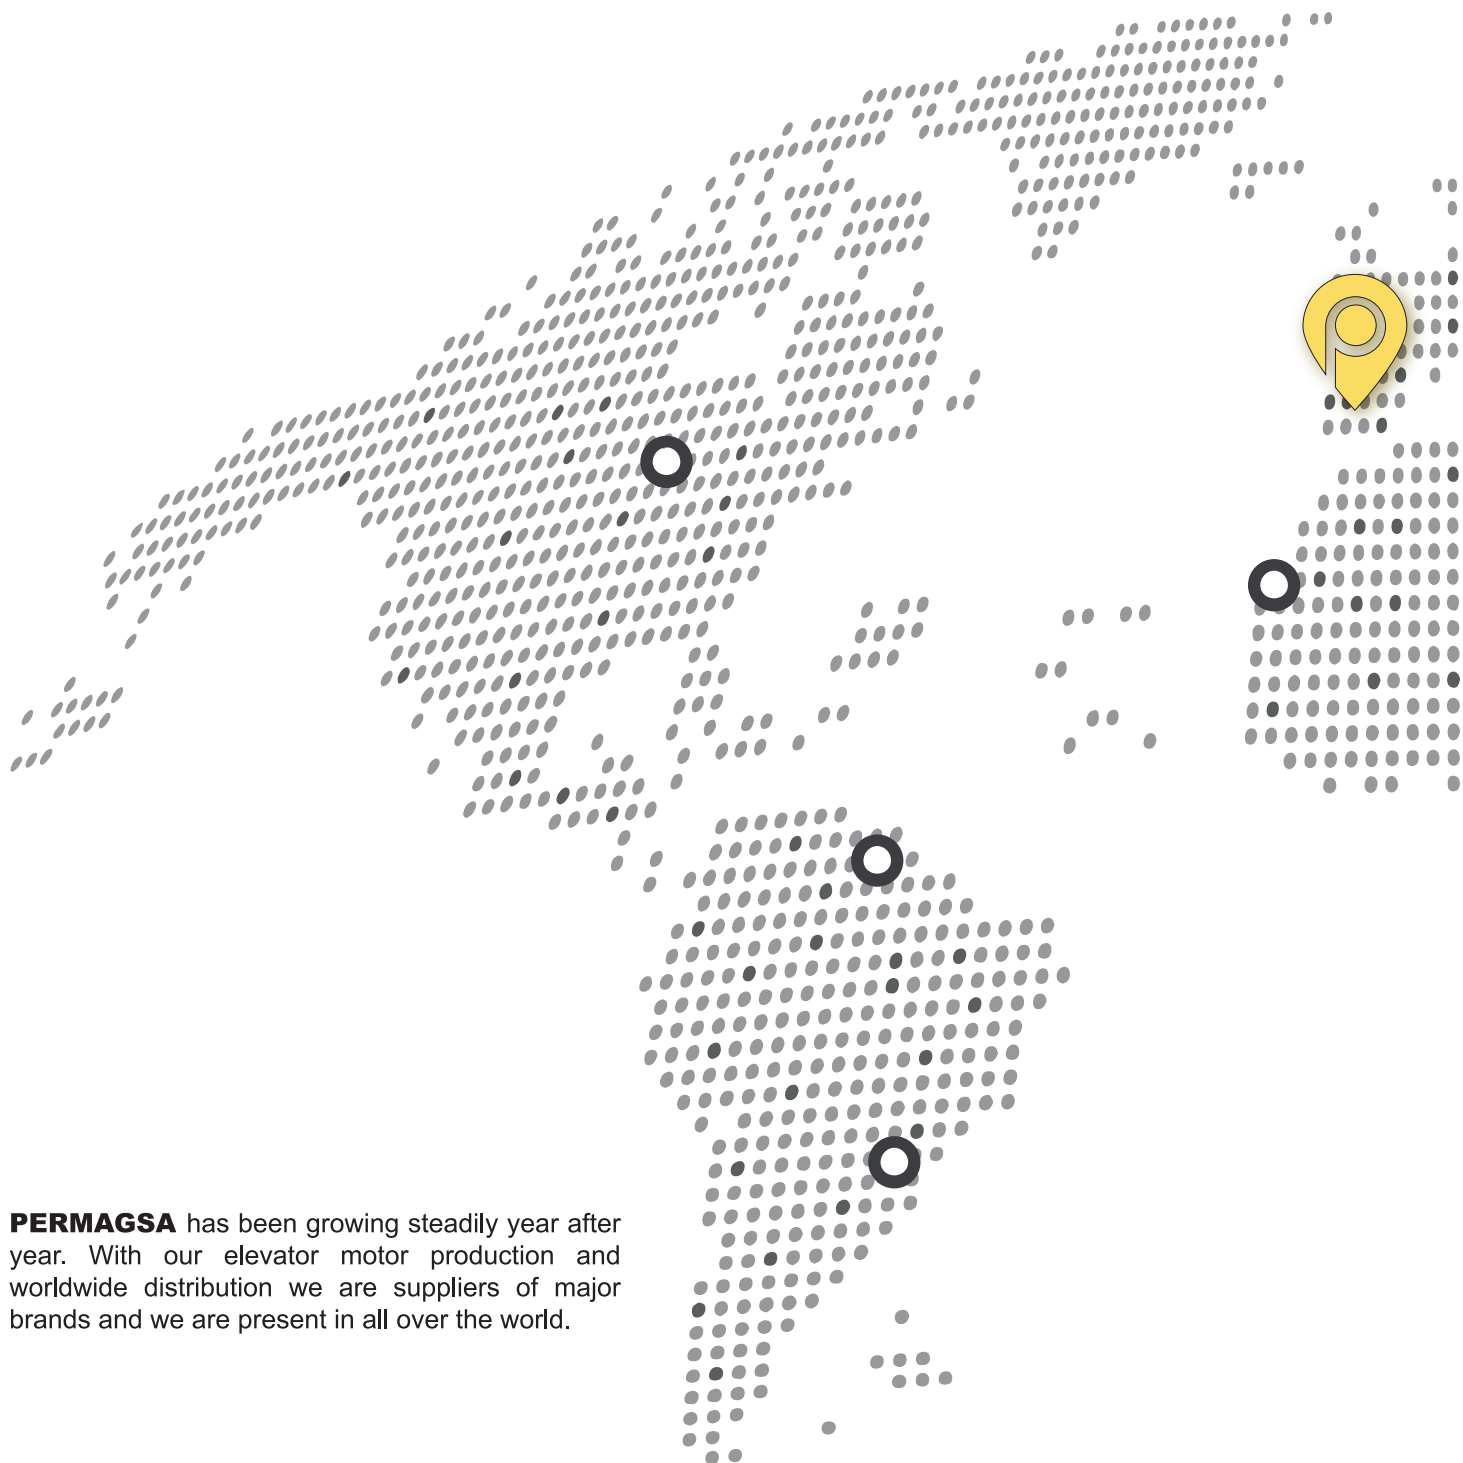 PERMAGSA has been growing steadily year after
year. With our elevator motor production and
worldwide distribution we are suppliers of major
brands and we are present in all over the world.